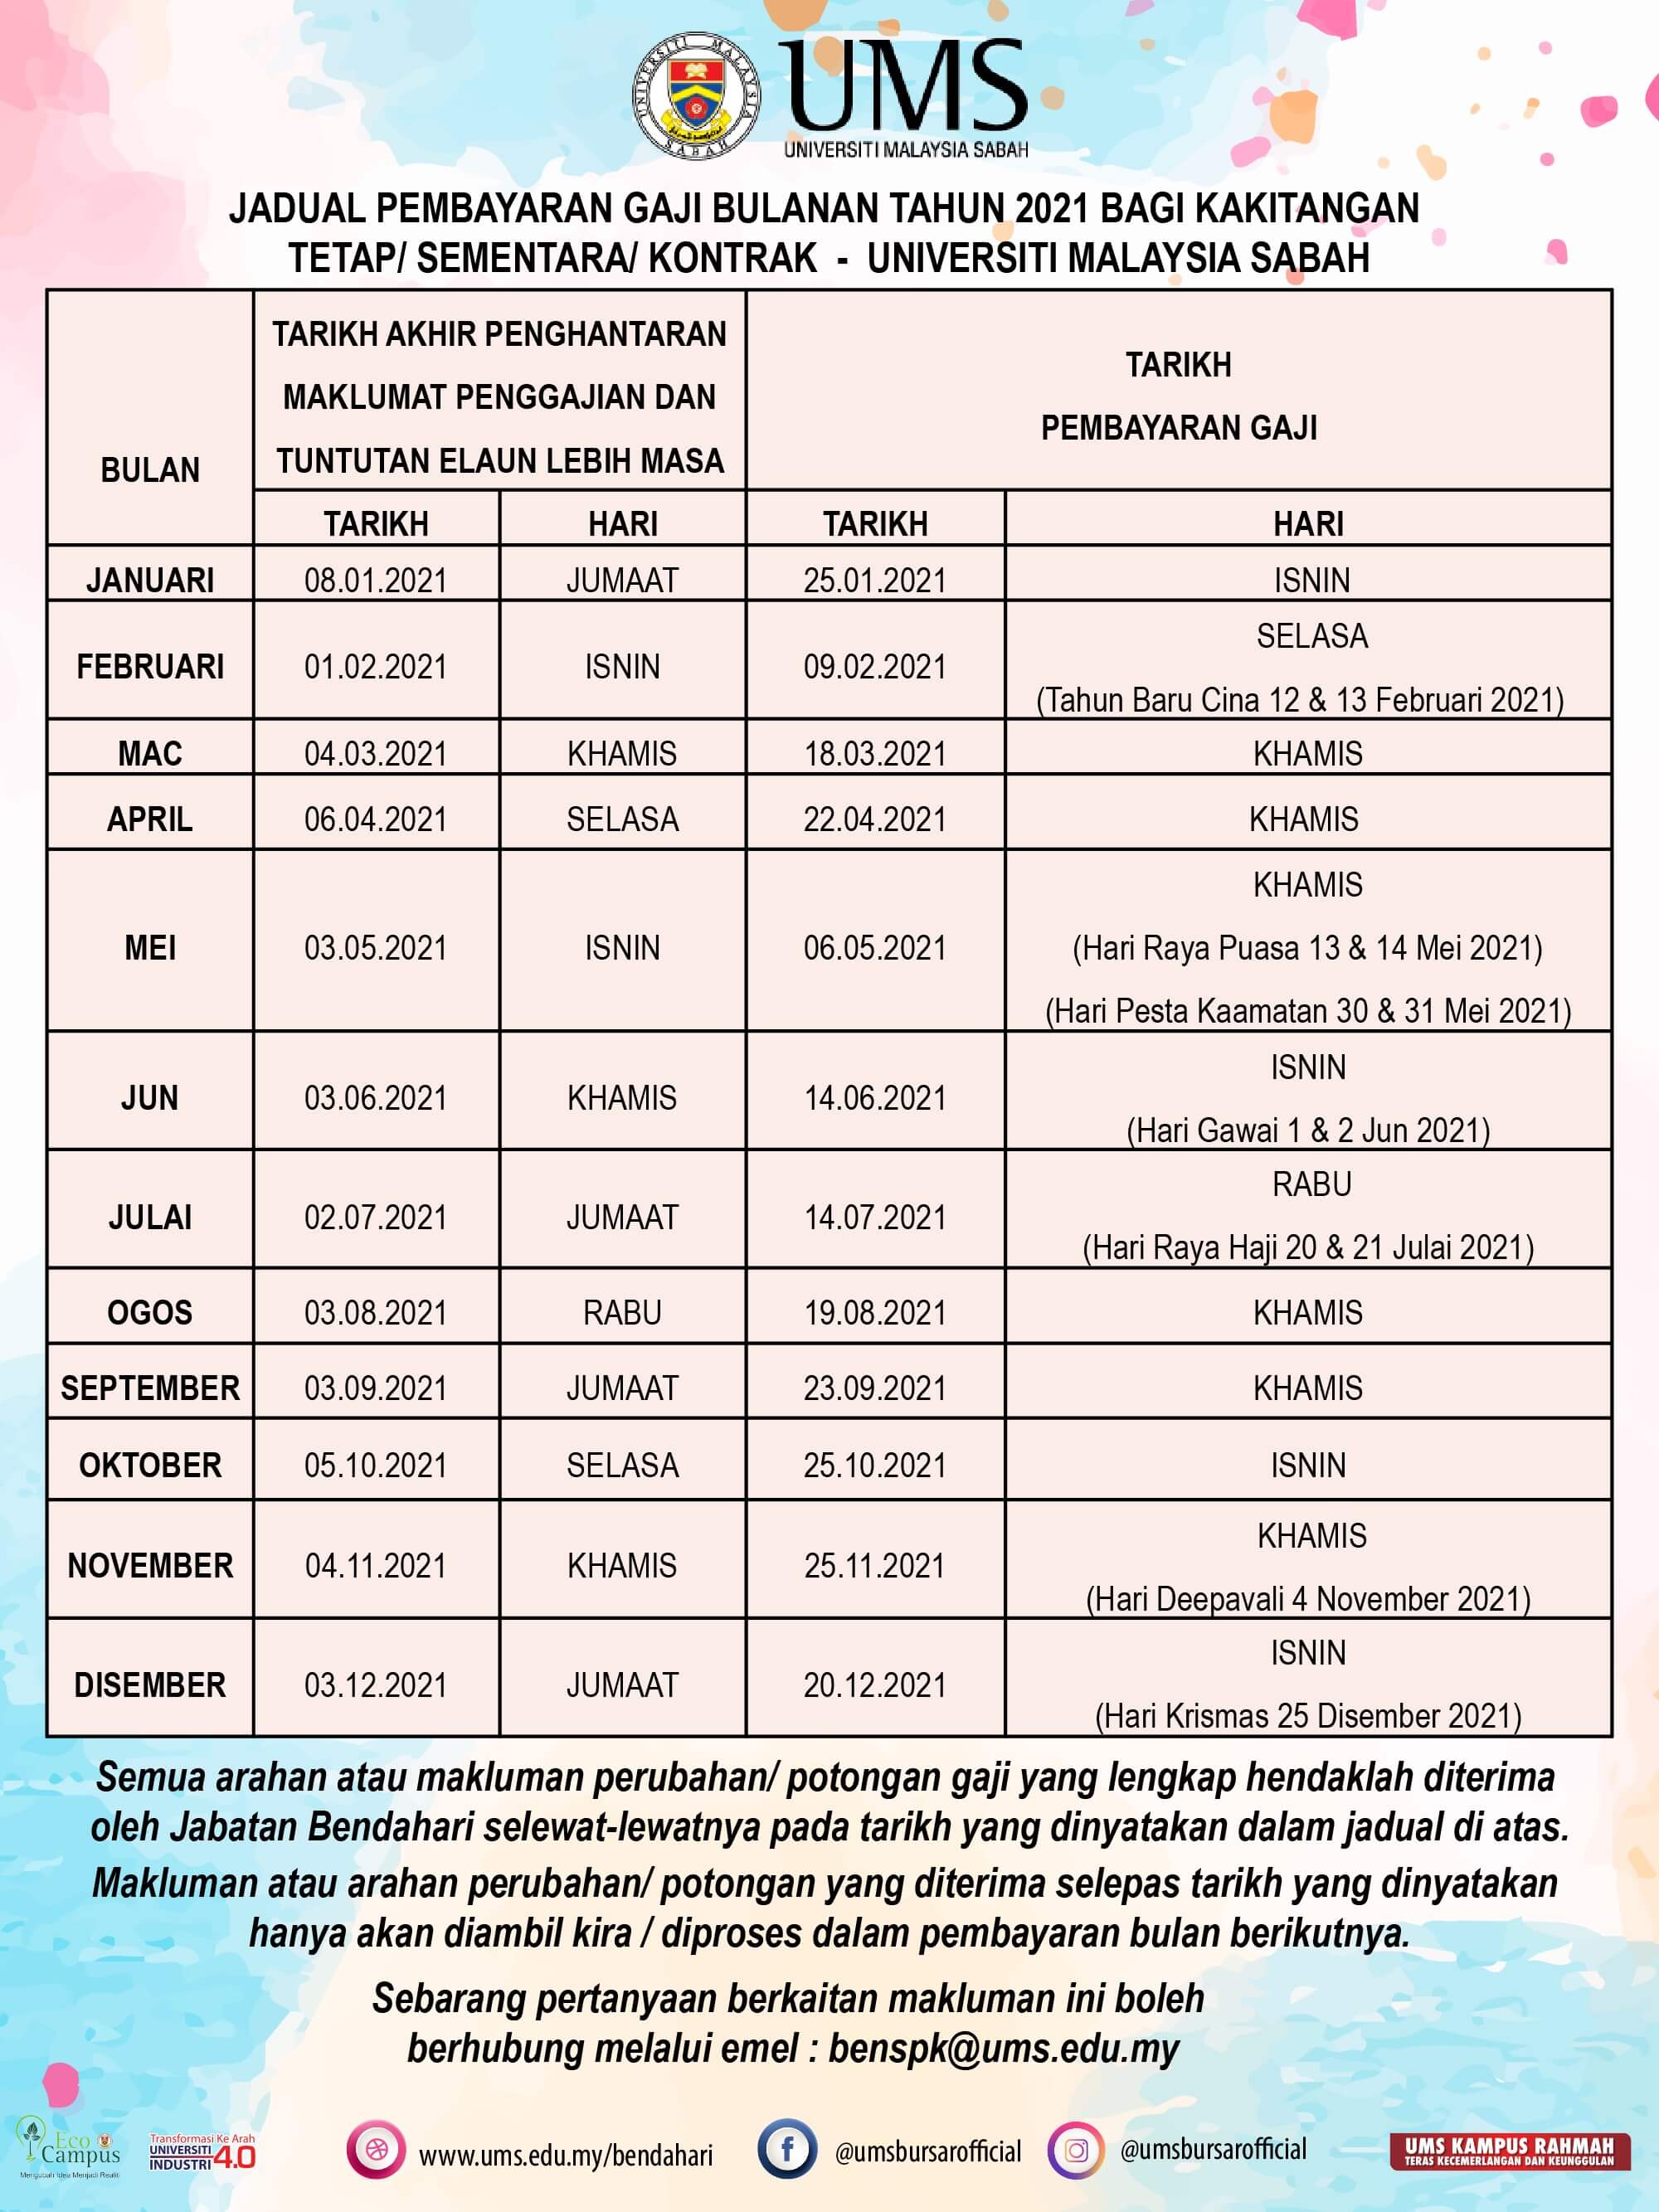 UNIVERSITI MALAYSIA
SABAH
UMS
UNIVERSITI MALAYSIA SABAH
JADUAL PEMBAYARAN GAJI BULANAN TAHUN 2021 BAGI KAKITANGAN
TETAP/ SEMENTARA/ KONTRAK - UNIVERSITI MALAYSIA SABAH
BULAN
TARIKH AKHIR PENGHANTARAN
MAKLUMAT PENGGAJIAN DAN
TUNTUTAN ELAUN LEBIH MASA
TARIKH
PEMBAYARAN GAJI
TARIKH HARI TARIKH HARI
JANUARI 08.01.2021 JUMAAT 25.01.2021 ISNIN
FEBRUARI 01.02.2021 ISNIN 09.02.2021 SELASA
(Tahun Baru Cina 12 & 13 Februari 2021)
MAC 04.03.2021 KHAMIS 18.03.2021 KHAMIS
APRIL 06.04.2021 SELASA 22.04.2021 KHAMIS
MEI 03.05.2021 ISNIN 06.05.2021 KHAMIS
(Hari Raya Puasa 13 & 14 Mei 2021)
(Hari Pesta Kaamatan 30 & 31 Mei 2021)
JUN 03.06.2021 KHAMIS 14.06.2021 ISNIN
(Hari Gawai 1 & 2 Jun 2021)
JULAI 02.07.2021 JUMAAT 14.07.2021 RABU
(Hari Raya Haji 20 & 21 Julai 2021)
OGOS 03.08.2021 RABU 19.08.2021 KHAMIS
SEPTEMBER 03.09.2021 JUMAAT 23.09.2021 KHAMIS
OKTOBER 05.10.2021 SELASA 25.10.2021 ISNIN
NOVEMBER 04.11.2021 KHAMIS 25.11.2021 KHAMIS
(Hari Deepavali 4 November 2021)
DISEMBER 03.12.2021 JUMAAT 20.12.2021 ISNIN
(Hari Krismas 25 Disember 2021)
Semua arahan atau makluman perubahan/ potongan gaji yang lengkap hendaklah diterima
oleh Jabatan Bendahari selewat-lewatnya pada tarikh yang dinyatakan dalam jadual di atas.
Makluman atau arahan perubahan/ potongan yang diterima selepas tarikh yang dinyatakan
hanya akan diambil kira / diproses dalam pembayaran bulan berikutnya.
Sebarang pertanyaan berkaitan makluman ini boleh
berhubung melalui emel : benspk@ums.edu.my
Eco
Campus
Mengubah Idea Menjadi Realiti
Transformasi Ke Arah
UNIVERSITI
INDUSTRI 4.0
www.ums.edu.my/bendahari
@umsbursarofficial
@umsbursarofficial
UMS KAMPUS RAHMAH
TERAS KECEMERLANGAN DAN KEUNGGULAN